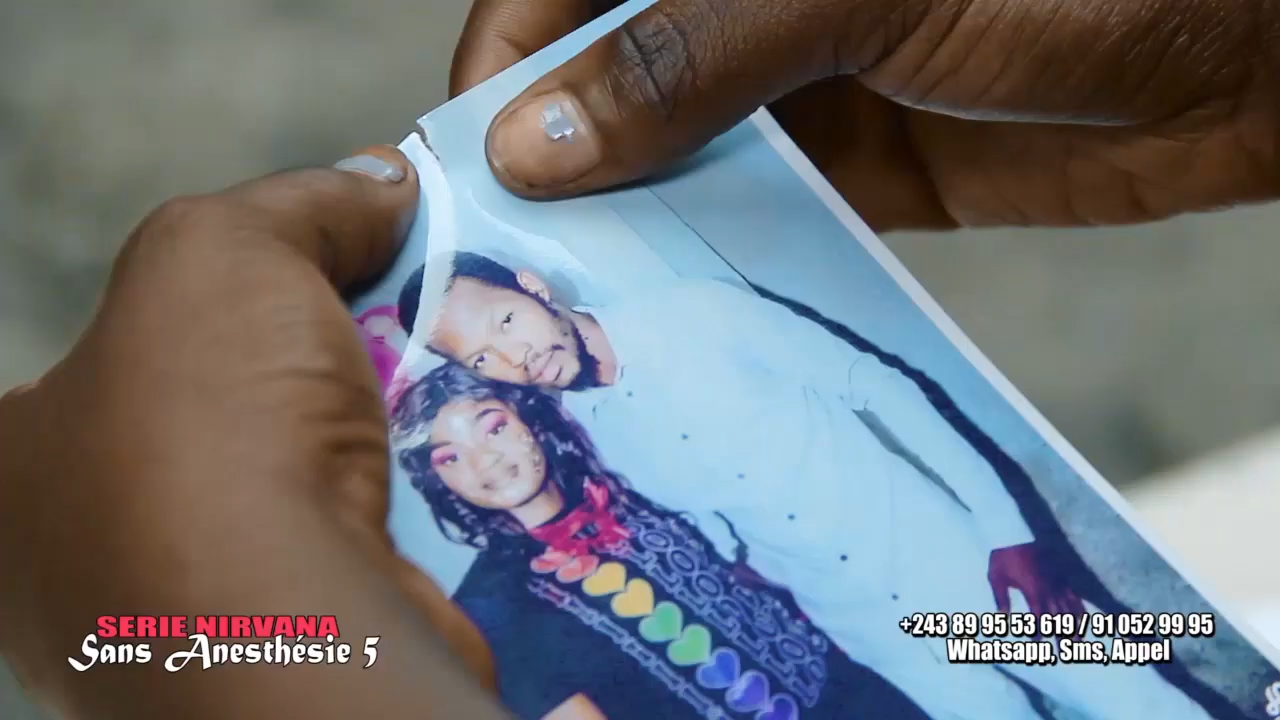 SERIE NIRVANA
Sans Anesthésie 5
+243 89 95 53 619 / 91 052 99 95
Whatsapp, Sms, Appel